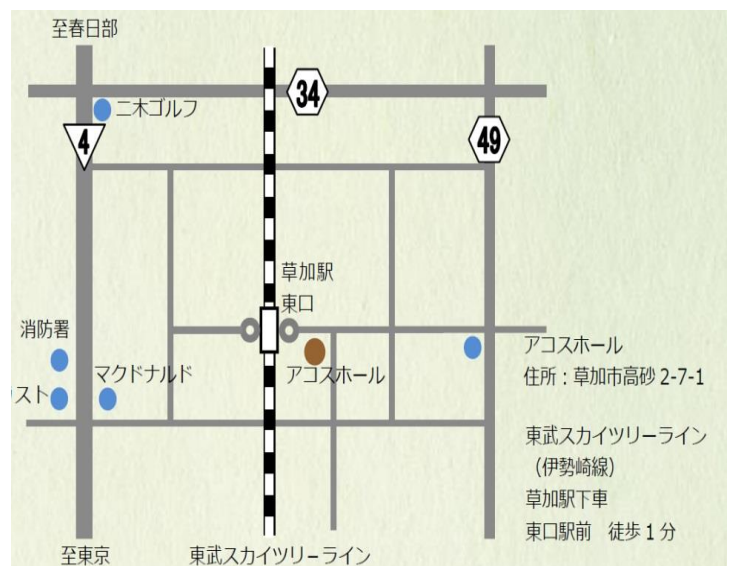 至春日部
34
二木ゴルフ
4
49
草加駅
東口
消防署
マクドナルド
スト
アコスホール
至東京
東武スカイツリーライン
アコスホール
住所：草加市高砂 2-7-1
東武スカイツリーライン
（伊勢崎線）
草加駅下車
東口駅前　徒歩 1 分